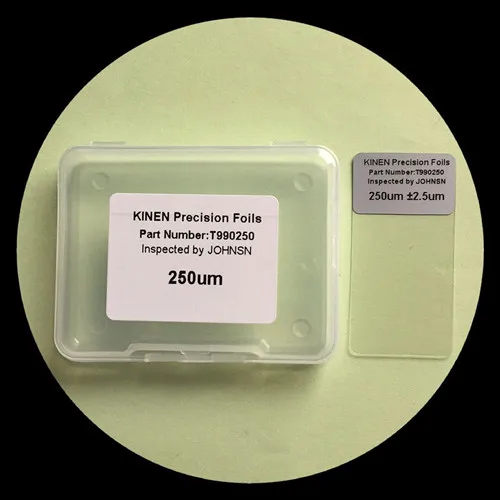 KINEN Precision Foils
Part Number:T990250
Inspected by JOHNSN
250um
KINEN Precision Foils
Part Number:T990250
Inspected by JOHNSN
250um ±2.5um